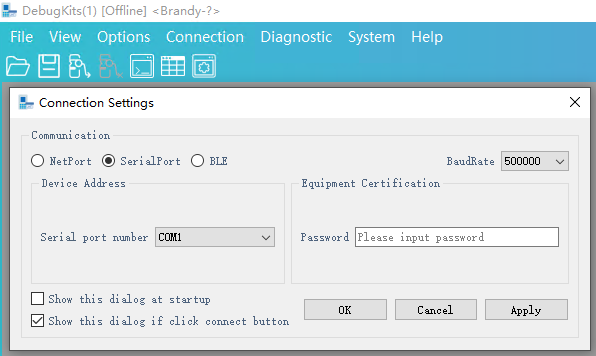 DebugKits(1) [Offline] <Brandy-?>
File View Options Connection Diagnostic System Help
Connection Settings
Communication
NetPort SerialPort BLE BaudRate 500000
Device Address Equipment Certification
Serial port number COM1 Password Please input password
Show this dialog at startup
Show this dialog if click connect button
OK Cancel Apply